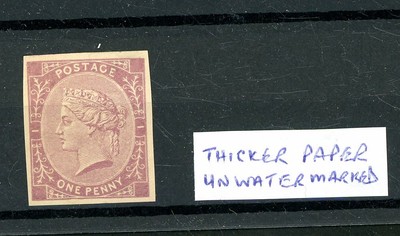 POSTAGE
ONE PENNY
THICKER PAPER
UNWATERMARKED